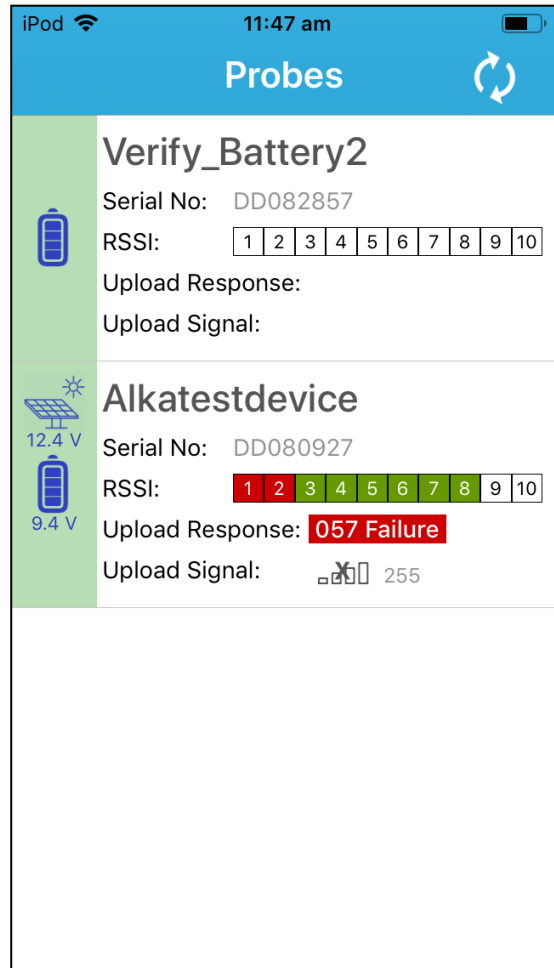 iPod 11:47 am
Probes
Verify_Battery2
Serial No: DD082857
RSSI: 1 2 3 4 5 6 7 8 9 10
Upload Response:
Upload Signal:
12.4 V
9.4 V
Alkatestdevice
Serial No: DD080927
RSSI: 1 2 3 4 5 6 7 8 9 10
Upload Response: 057 Failure
Upload Signal: 255